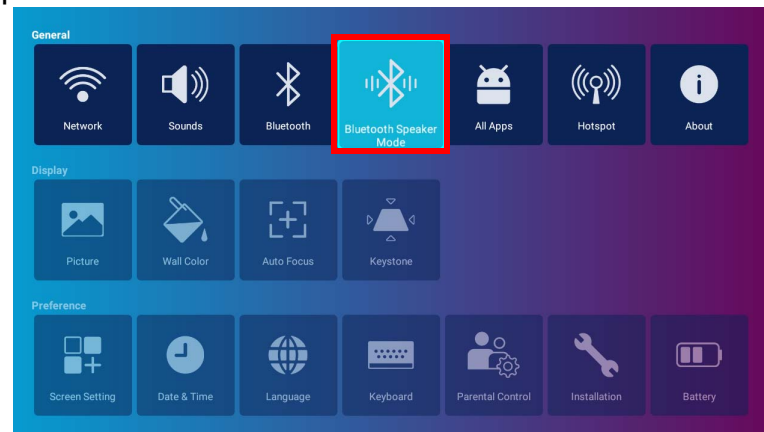 General
Network
Sounds
Bluetooth
Bluetooth Speaker
Mode
All Apps
Hotspot
About
Display
Picture
Wall Color
Auto Focus
Keystone
Preference
Screen Setting
Date & Time
Language
Keyboard
Parental Control
Installation
Battery